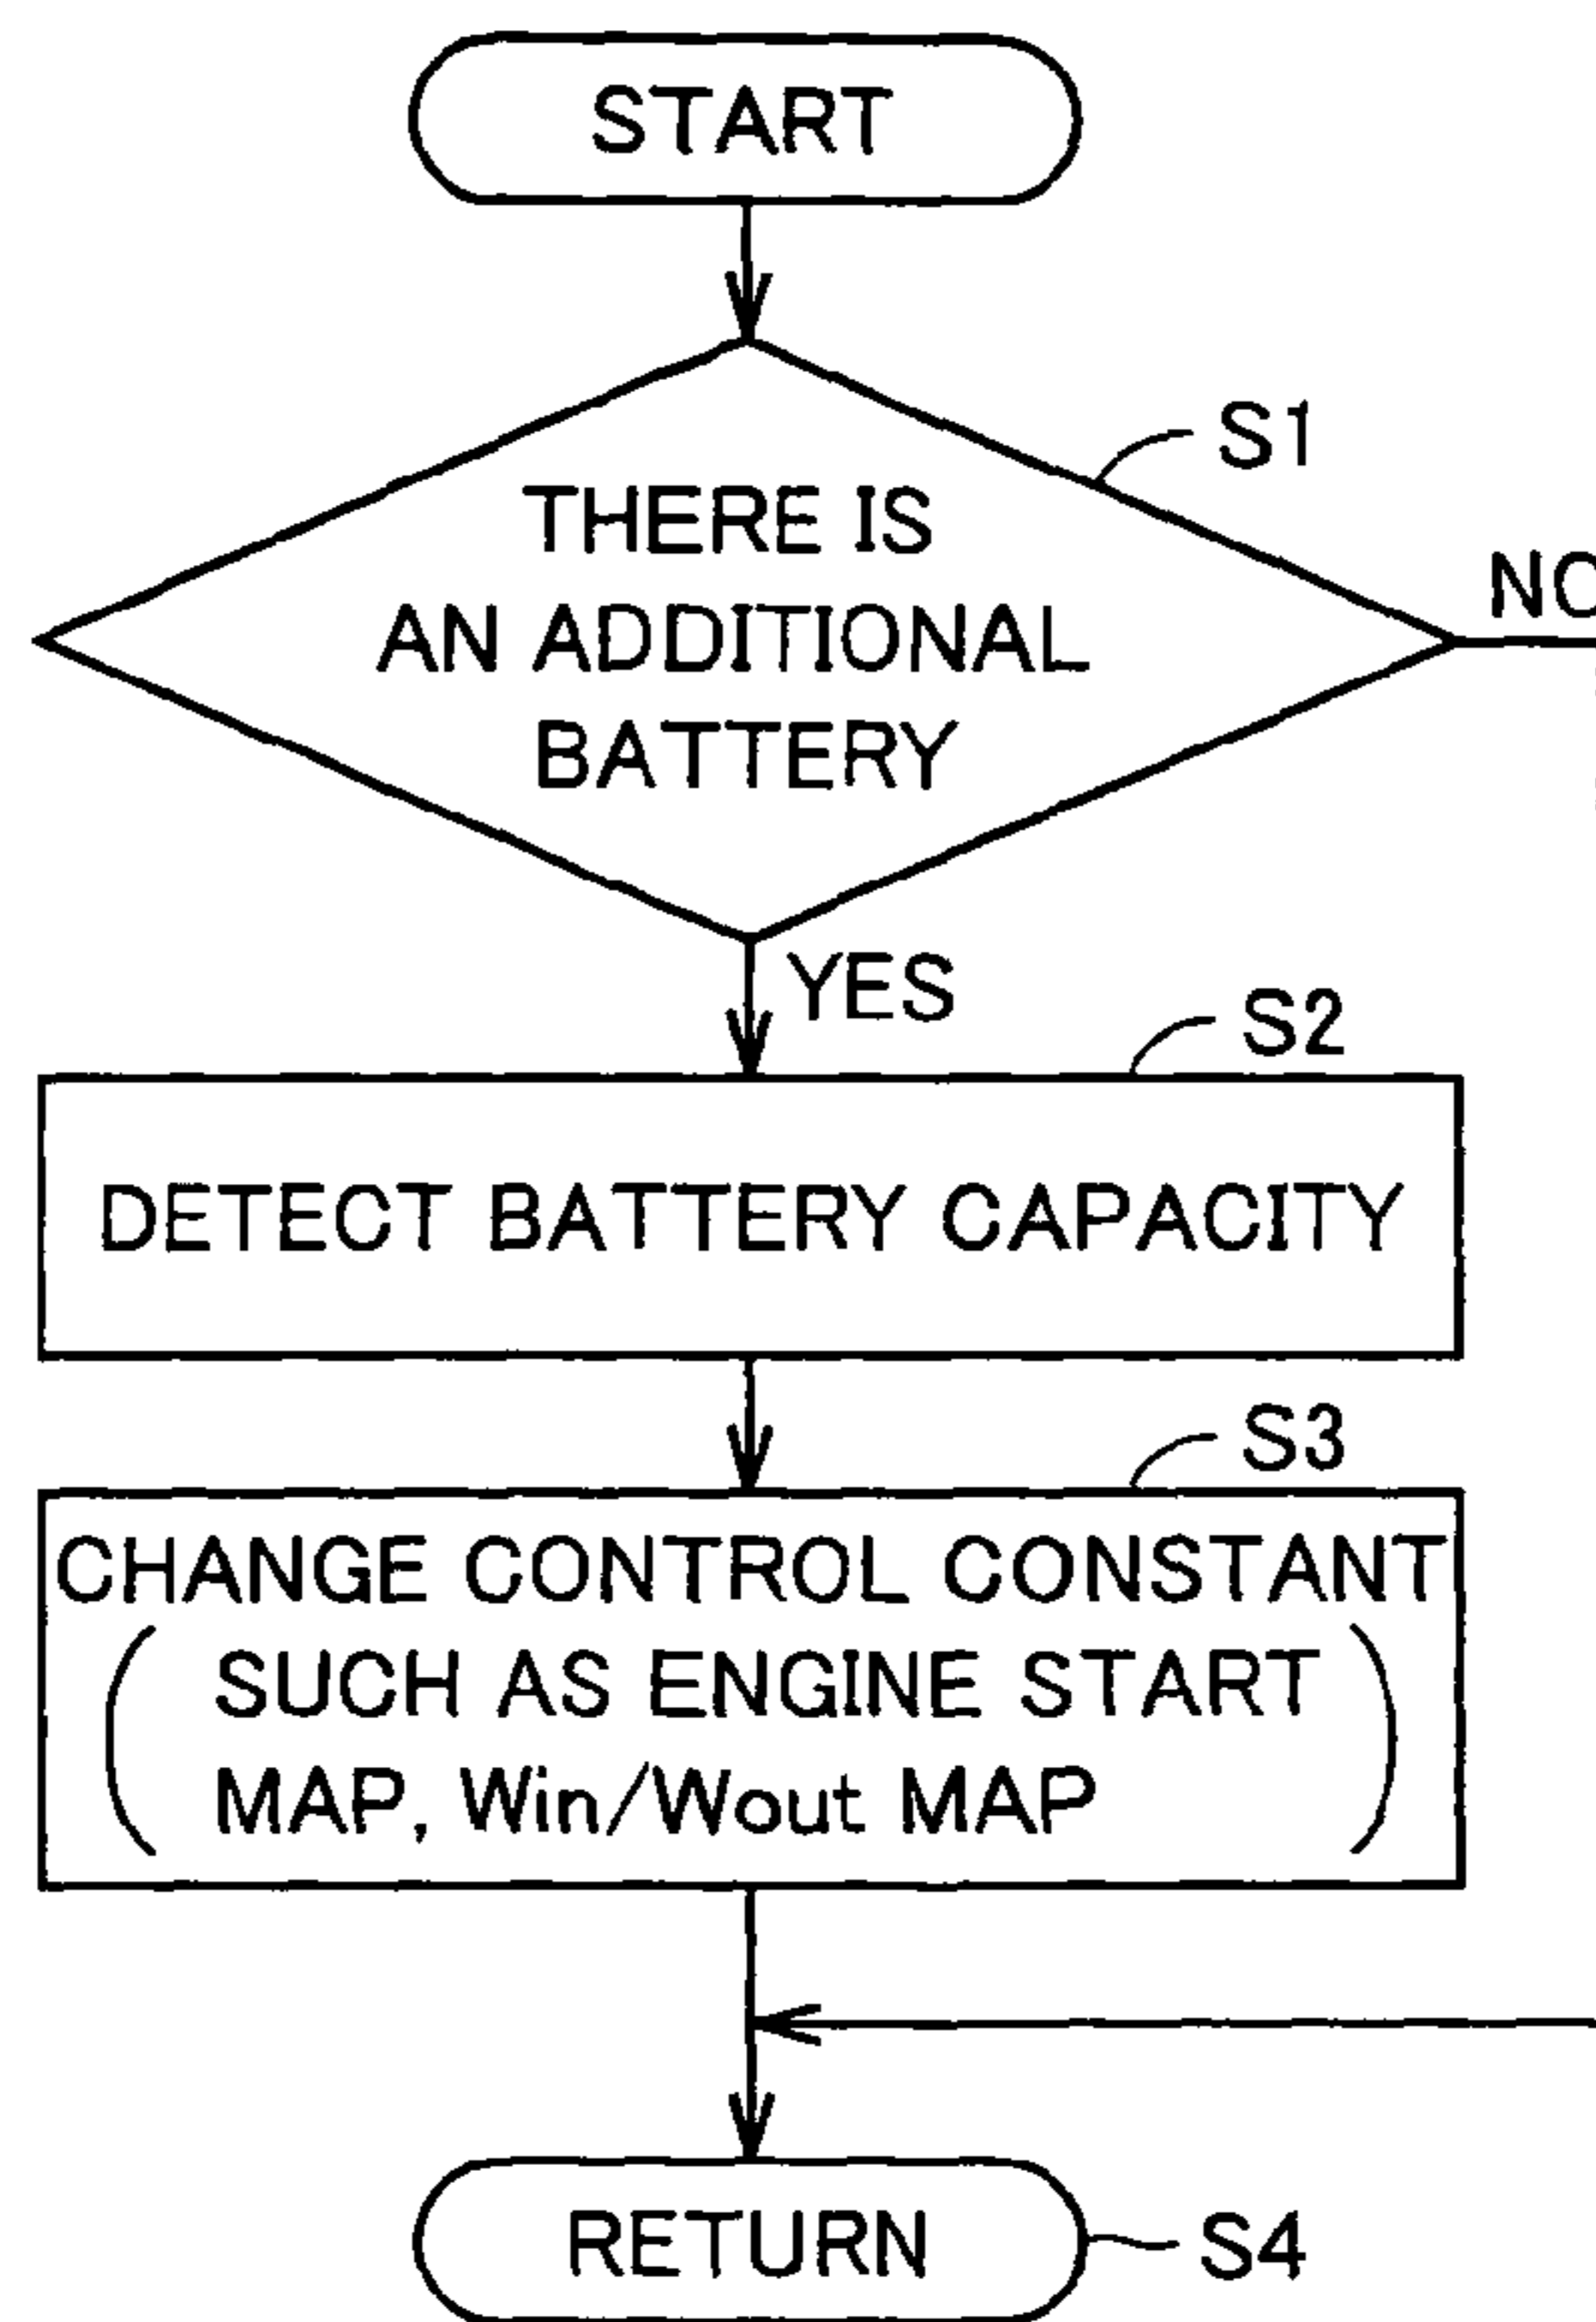 START
S1
THERE IS
AN ADDITIONAL
BATTERY
NO
YES
S2
DETECT BATTERY CAPACITY
S3
CHANGE CONTROL CONSTANT
( SUCH AS ENGINE START
MAP, Win/Wout MAP )
RETURN
S4